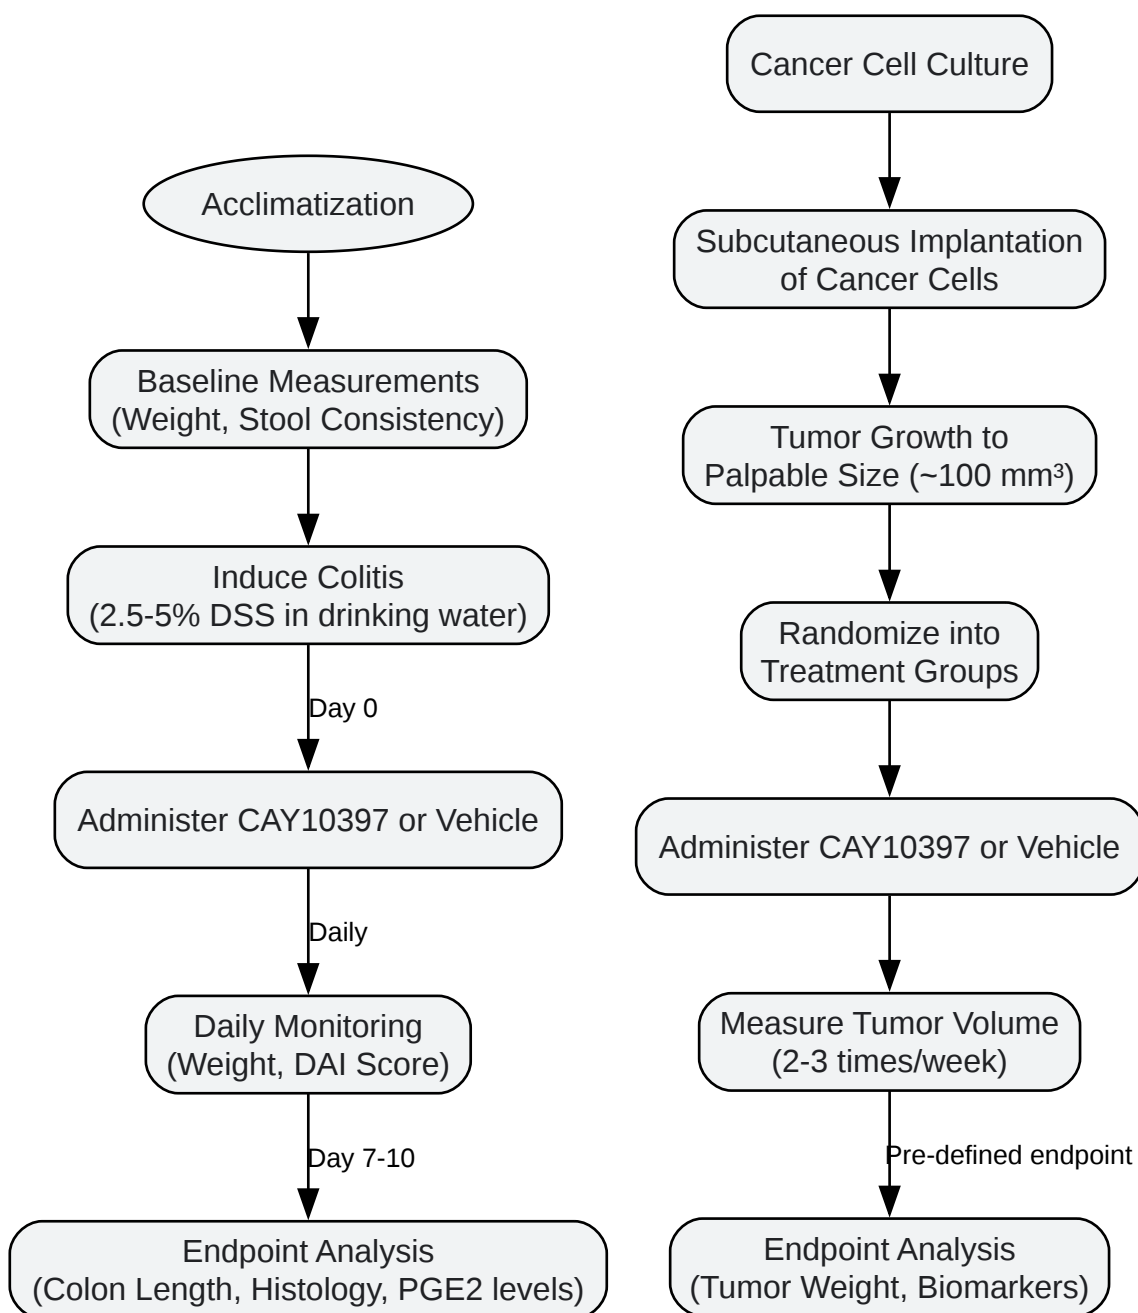 Acclimatization
Baseline Measurements
(Weight, Stool Consistency)
Induce Colitis
(2.5-5% DSS in drinking water)
Day 0
Administer CAY10397 or Vehicle
Daily
Daily Monitoring
(Weight, DAI Score)
Day 7-10
Endpoint Analysis
(Colon Length, Histology, PGE2 levels)
Cancer Cell Culture
Subcutaneous Implantation
of Cancer Cells
Tumor Growth to
Palpable Size (~100 mm³)
Randomize into
Treatment Groups
Administer CAY10397 or Vehicle
Measure Tumor Volume
(2-3 times/week)
Pre-defined endpoint
Endpoint Analysis
(Tumor Weight, Biomarkers)